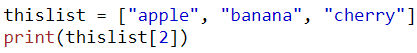 thislist = ["apple", "banana", "cherry"]
print(thislist[2])